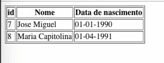 id Nome Data de nascimento
7 Jose Miguel 01-01-1990
8 Maria Capitolina 01-04-1991